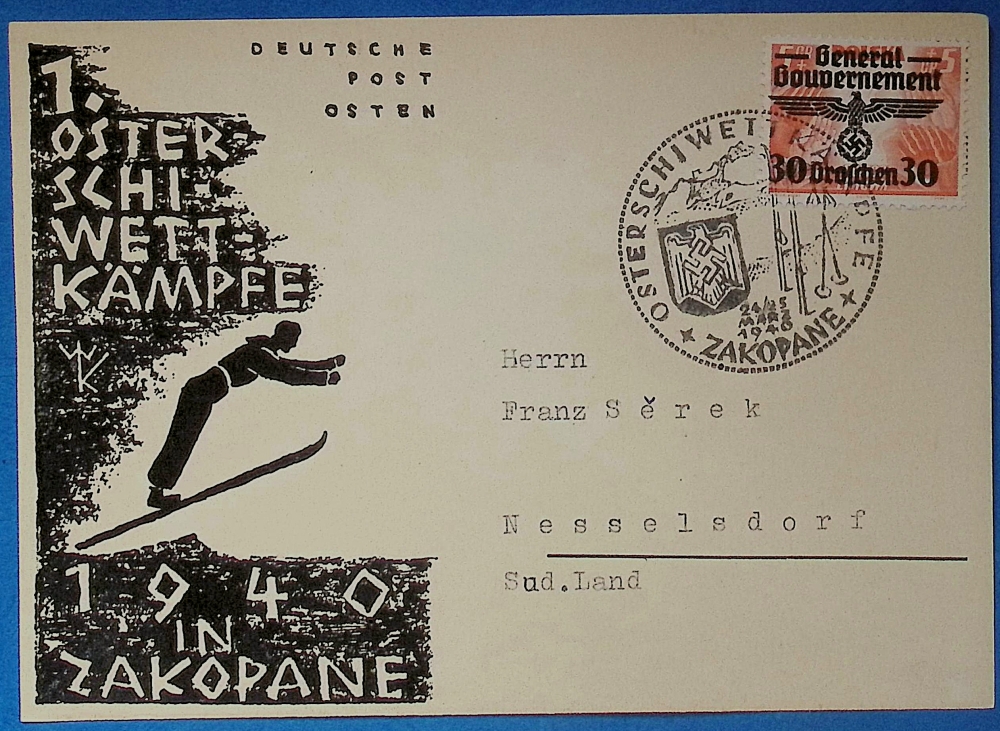 1.
OSTER-
SCHI-
WETT-
KÄMPFE
1940
IN
ZAKOPANE
DEUTSCHE
POST
OSTEN
General
Gouvernement
30 Groschen 30
OSTERSCHIWETTKÄMPFE
24/25
MÄRZ
1940
ZAKOPANE
Herrn
Franz Sěrek
Nesselsdorf
Sud.Land